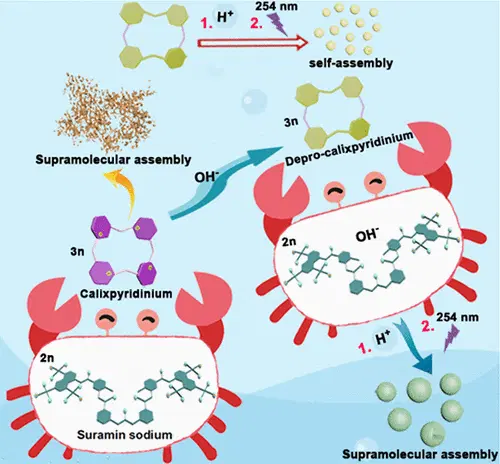 1. H+ 2. 254 nm
self-assembly
Supramolecular assembly
3n
Depro-calixpyridinium
OH-
3n
Calixpyridinium
2n
OH-
2n
Suramin sodium
1. H+ 2. 254 nm
Supramolecular assembly